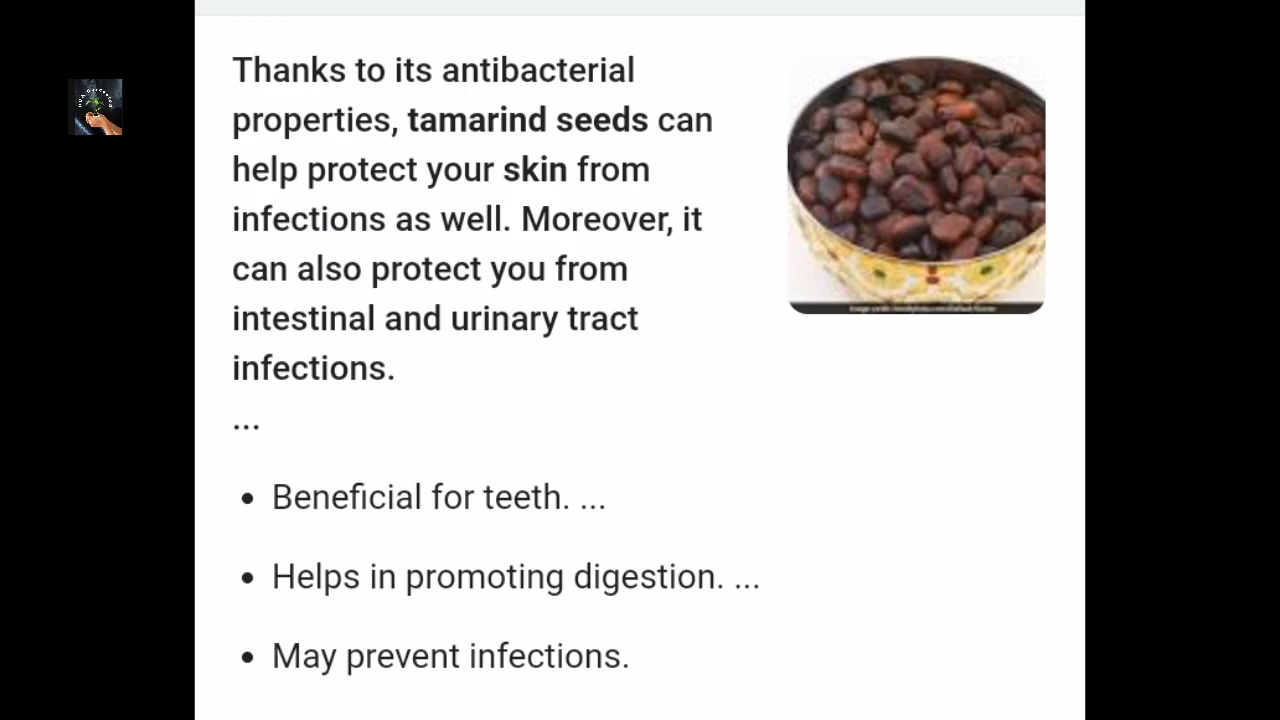 Thanks to its antibacterial
properties, tamarind seeds can
help protect your skin from
infections as well. Moreover, it
can also protect you from
intestinal and urinary tract
infections.
...
• Beneficial for teeth. ...
• Helps in promoting digestion. ...
• May prevent infections.